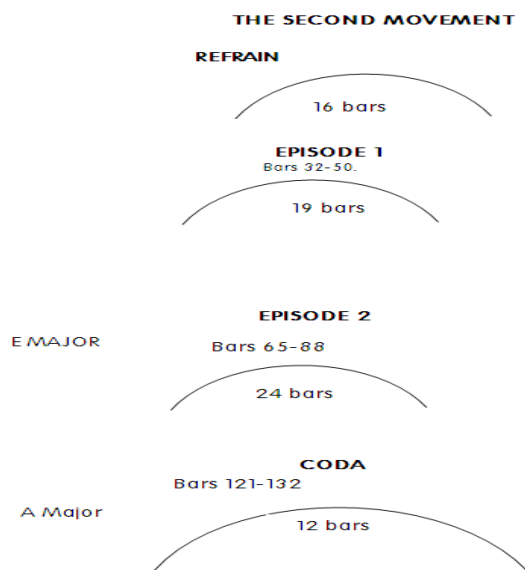 THE SECOND MOVEMENT
REFRAIN
16 bars
EPISODE 1
Bars 32-50.
19 bars
EPISODE 2
E MAJOR
Bars 65-88
24 bars
CODA
Bars 121-132
A Major
12 bars